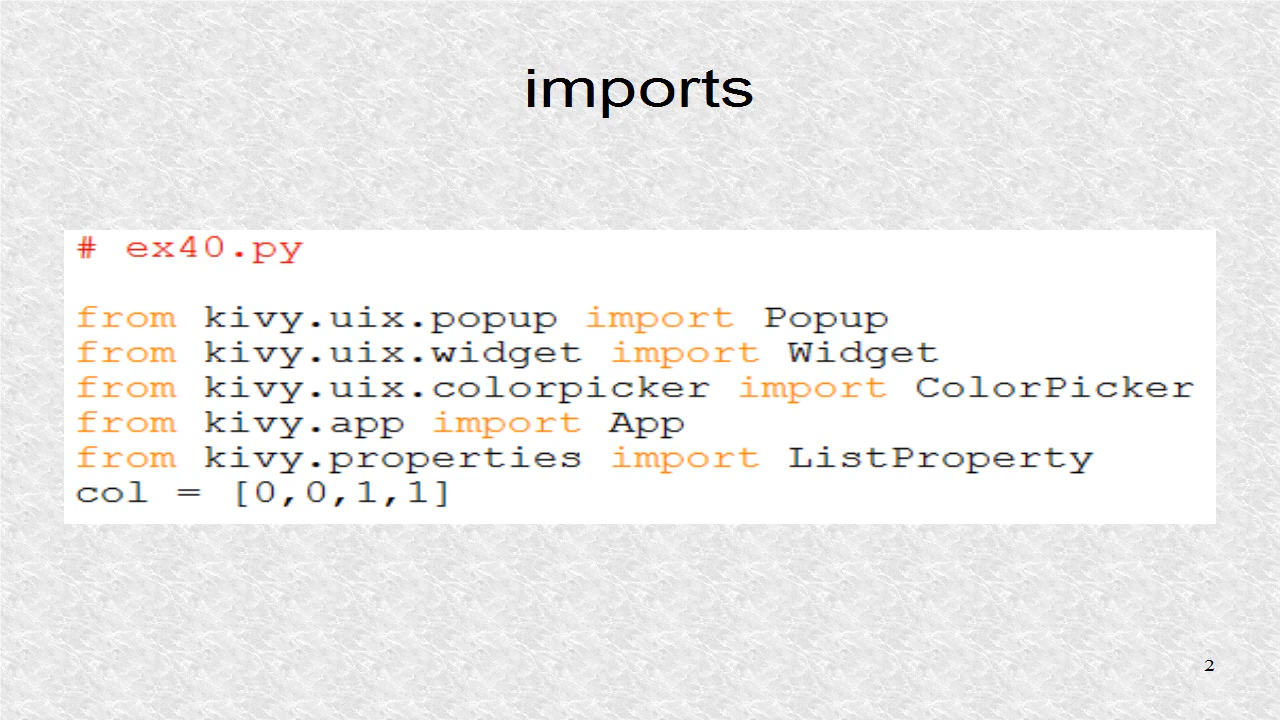 imports
# ex40.py
from kivy.uix.popup import Popup
from kivy.uix.widget import Widget
from kivy.uix.colorpicker import ColorPicker
from kivy.app import App
from kivy.properties import ListProperty
col = [0,0,1,1]
2